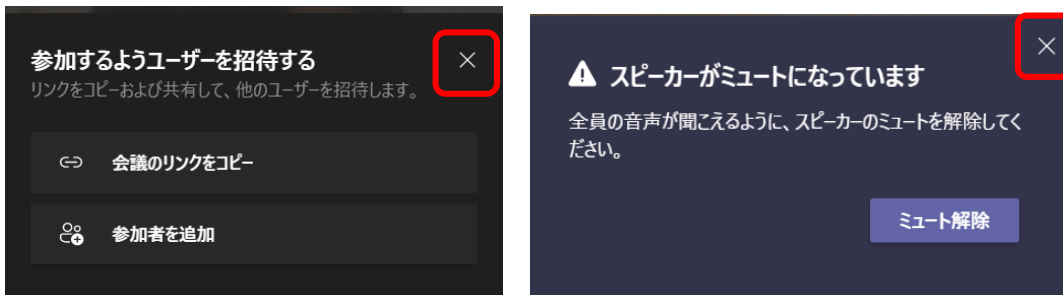 参加するようユーザーを招待する
リンクをコピーおよび共有して、他のユーザーを招待します。
会議のリンクをコピー
参加者を追加
スピーカーがミュートになっています
全員の音声が聞こえるように、スピーカーのミュートを解除してく
ださい。
ミュート解除